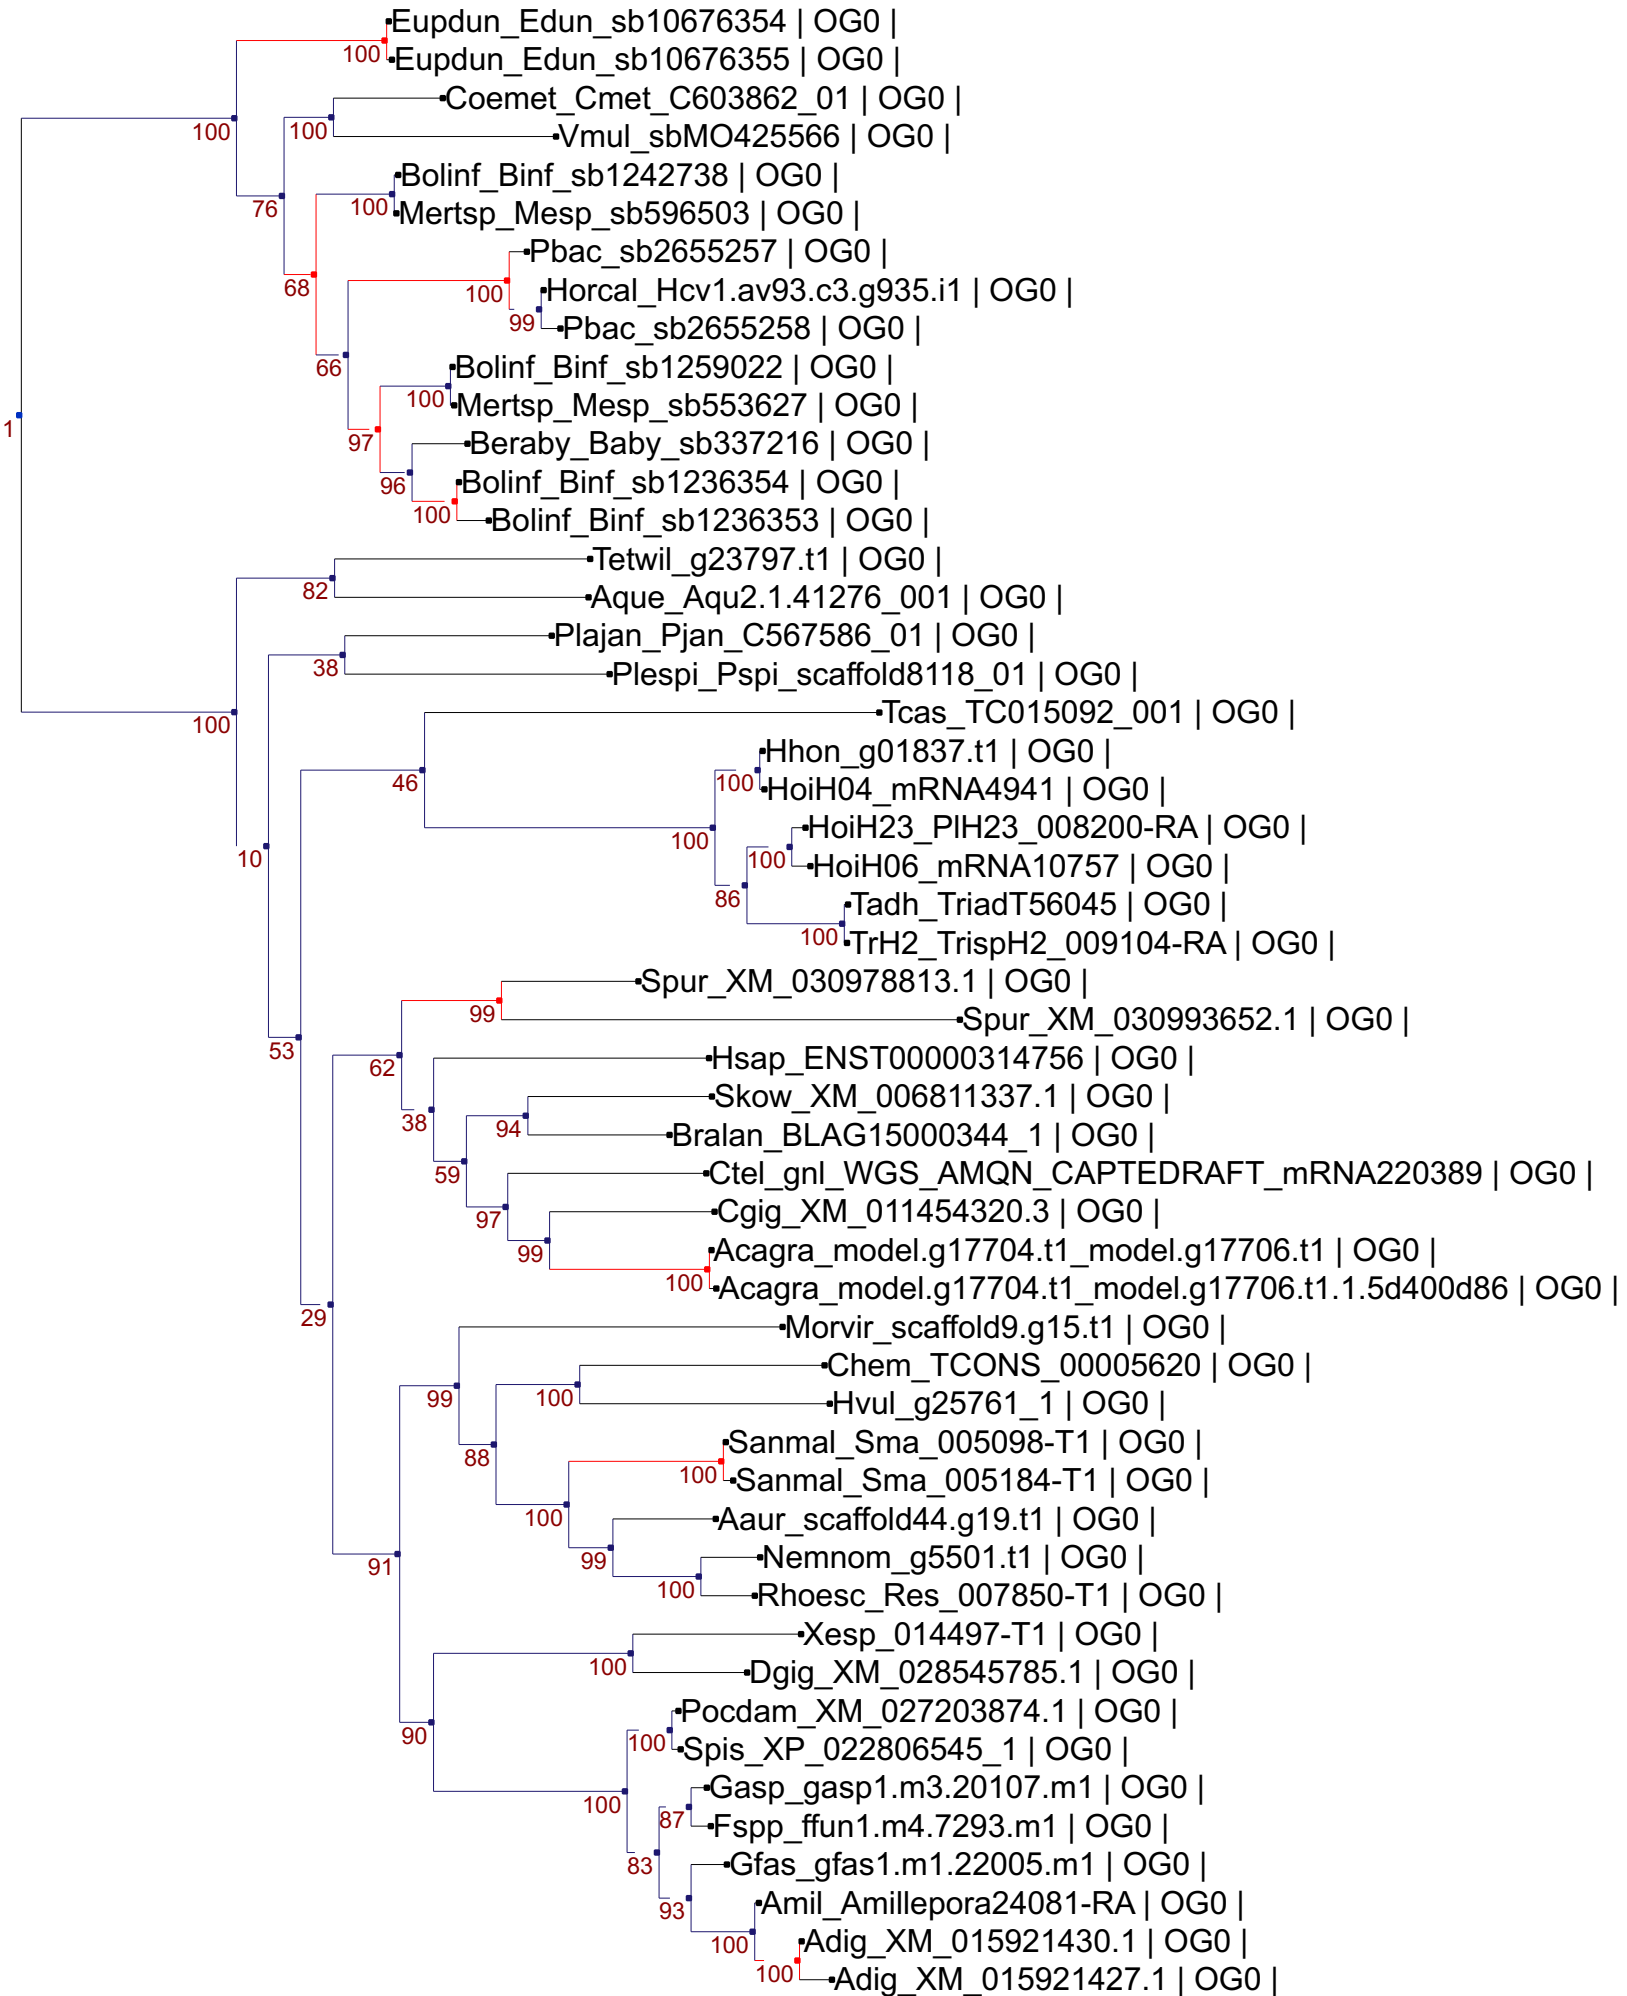 Eupdun_Edun_sb10676354 | OG0 |
100
Eupdun_Edun_sb10676355 | OG0 |
Coemet_Cmet_C603862_01 | OG0 |
100
100
Vmul_sbMO425566 | OG0 |
Bolinf_Binf_sb1242738 | OG0 |
76
100
Mertsp_Mesp_sb596503 | OG0 |
Pbac_sb2655257 | OG0 |
68
100
Horcal_Hcv1.av93.c3.g935.i1 | OG0 |
99
Pbac_sb2655258 | OG0 |
66
Bolinf_Binf_sb1259022 | OG0 |
100
Mertsp_Mesp_sb553627 | OG0 |
1
97
Beraby_Baby_sb337216 | OG0 |
96
Bolinf_Binf_sb1236354 | OG0 |
100
Bolinf_Binf_sb1236353 | OG0 |
Tetwil_g23797.t1 | OG0 |
82
Aque_Aqu2.1.41276_001 | OG0 |
Plajan_Pjan_C567586_01 | OG0 |
38
Plespi_Pspi_scaffold8118_01 | OG0 |
Tcas_TC015092_001 | OG0 |
100
Hhon_g01837.t1 | OG0 |
46
100
HoiH04_mRNA4941 | OG0 |
HoiH23_PlH23_008200-RA | OG0 |
100
10
100
HoiH06_mRNA10757 | OG0 |
86
Tadh_TriadT56045 | OG0 |
100
TrH2_TrispH2_009104-RA | OG0 |
Spur_XM_030978813.1 | OG0 |
99
Spur_XM_030993652.1 | OG0 |
53
62
Hsap_ENST00000314756 | OG0 |
Skow_XM_006811337.1 | OG0 |
38
94
Bralan_BLAG15000344_1 | OG0 |
59
Ctel_gnl_WGS_AMQN_CAPTEDRAFT_mRNA220389 | OG0 |
97
Cgig_XM_011454320.3 | OG0 |
99
Acagra_model.g17704.t1_model.g17706.t1 | OG0 |
100
Acagra_model.g17704.t1_model.g17706.t1.1.5d400d86 | OG0 |
29
Morvir_scaffold9.g15.t1 | OG0 |
Chem_TCONS_00005620 | OG0 |
99
100
Hvul_g25761_1 | OG0 |
Sanmal_Sma_005098-T1 | OG0 |
88
100
Sanmal_Sma_005184-T1 | OG0 |
100
Aaur_scaffold44.g19.t1 | OG0 |
99
Nemnom_g5501.t1 | OG0 |
91
100
Rhoesc_Res_007850-T1 | OG0 |
Xesp_014497-T1 | OG0 |
100
Dgig_XM_028545785.1 | OG0 |
Pocdam_XM_027203874.1 | OG0 |
90
100
Spis_XP_022806545_1 | OG0 |
Gasp_gasp1.m3.20107.m1 | OG0 |
100
87
Fspp_ffun1.m4.7293.m1 | OG0 |
83
Gfas_gfas1.m1.22005.m1 | OG0 |
93
Amil_Amillepora24081-RA | OG0 |
100
Adig_XM_015921430.1 | OG0 |
100
Adig_XM_015921427.1 | OG0 |